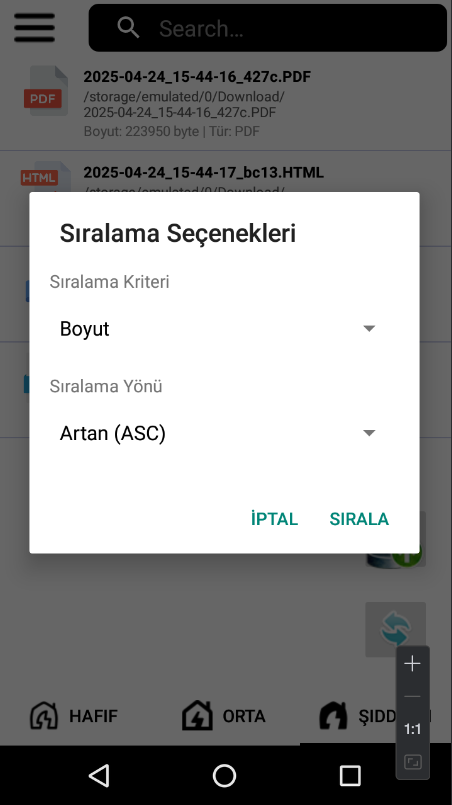 Search...
PDF
2025-04-24_15-44-16_427c.PDF
/storage/emulated/0/Download/
2025-04-24_15-44-16_427c.PDF
Boyut: 223950 byte | Tür: PDF
HTML
2025-04-24_15-44-17_bc13.HTML
/storage/emulated/0/Download/
Sıralama Seçenekleri
Sıralama Kriteri
Boyut
Sıralama Yönü
Artan (ASC)
İPTAL SIRALA
HAFIF ORTA
1:1